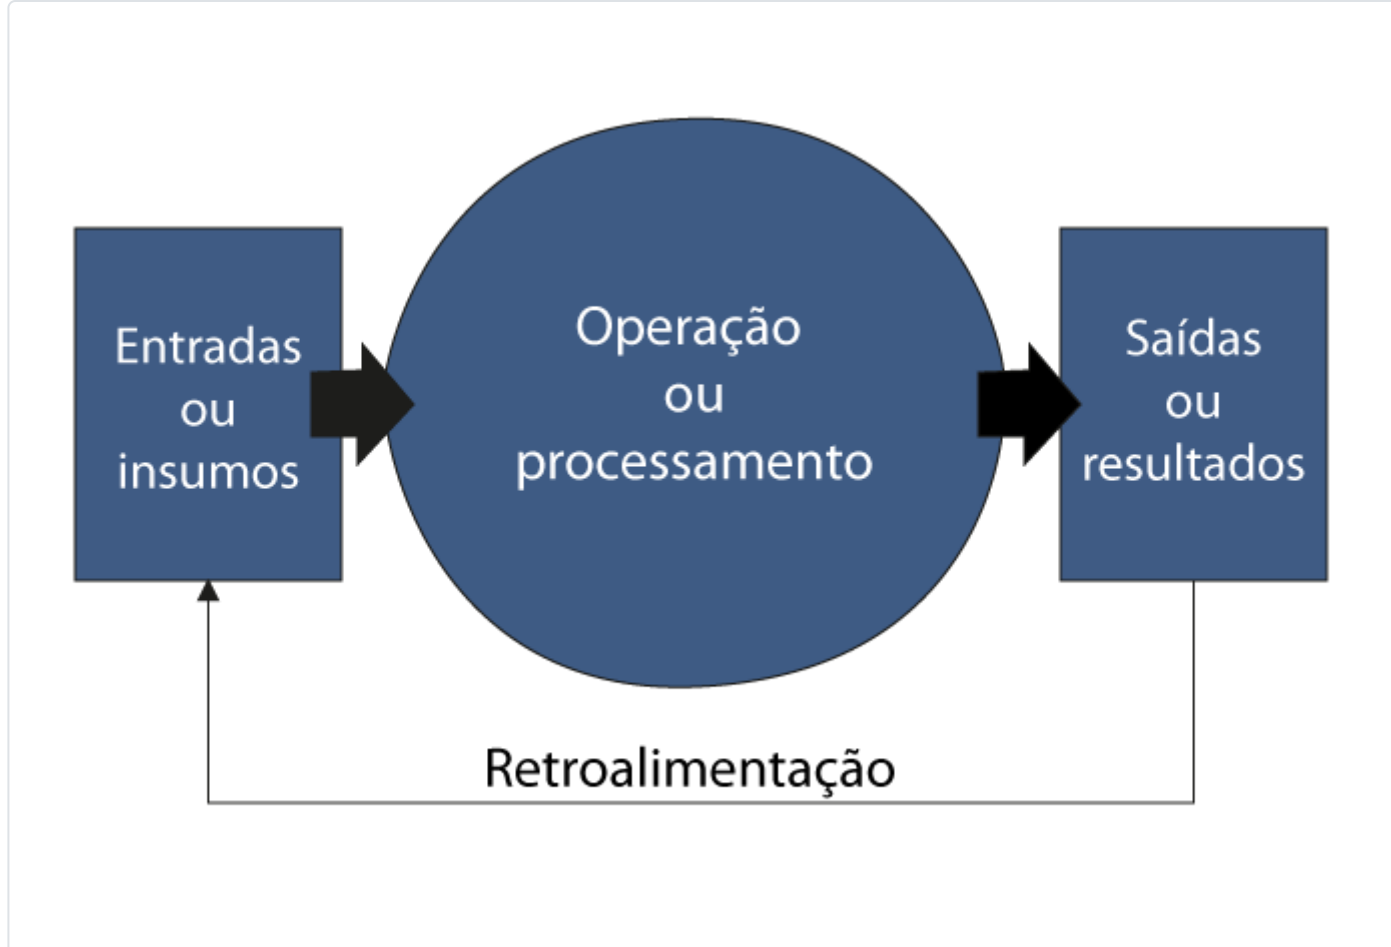 Entradas
ou
insumos
Operação
ou
processamento
Saídas
ou
resultados
Retroalimentação